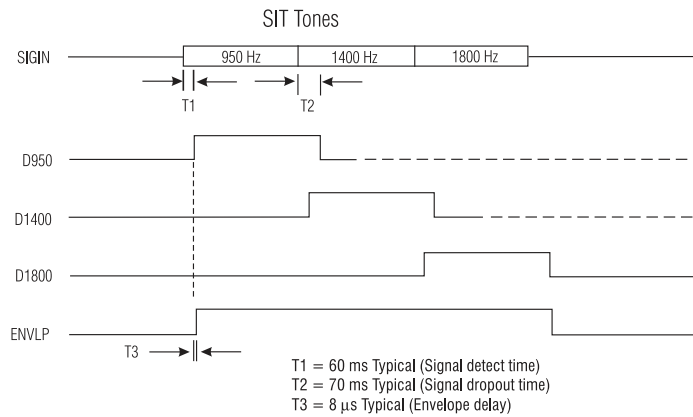 SIT Tones
SIGIN
950 Hz
1400 Hz
1800 Hz
T1
T2
D950
D1400
D1800
ENVLP
T3
T1 = 60 ms Typical (Signal detect time)
T2 = 70 ms Typical (Signal dropout time)
T3 = 8 μs Typical (Envelope delay)